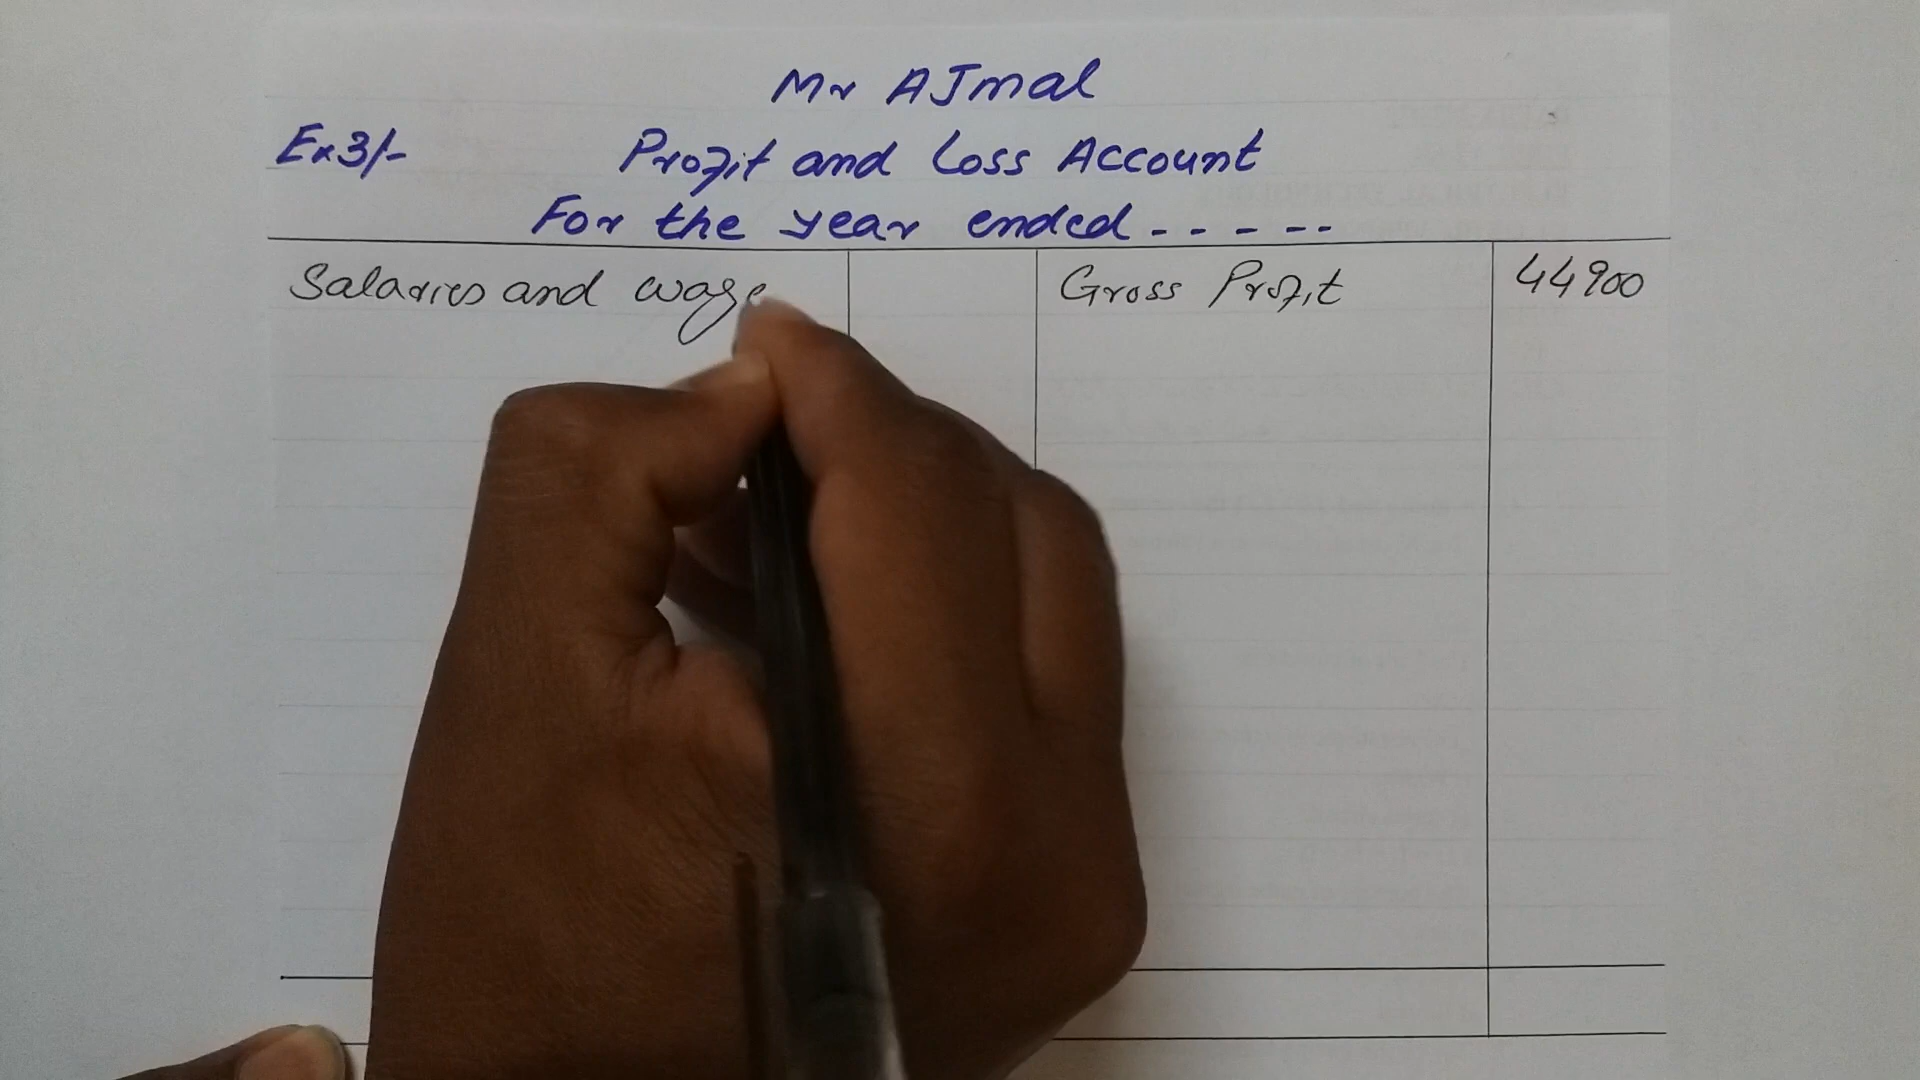 Mr AJmal
Ex3/- Profit and Loss Account
For the year ended - - - - -
Salaries and wage Gross Profit 44900